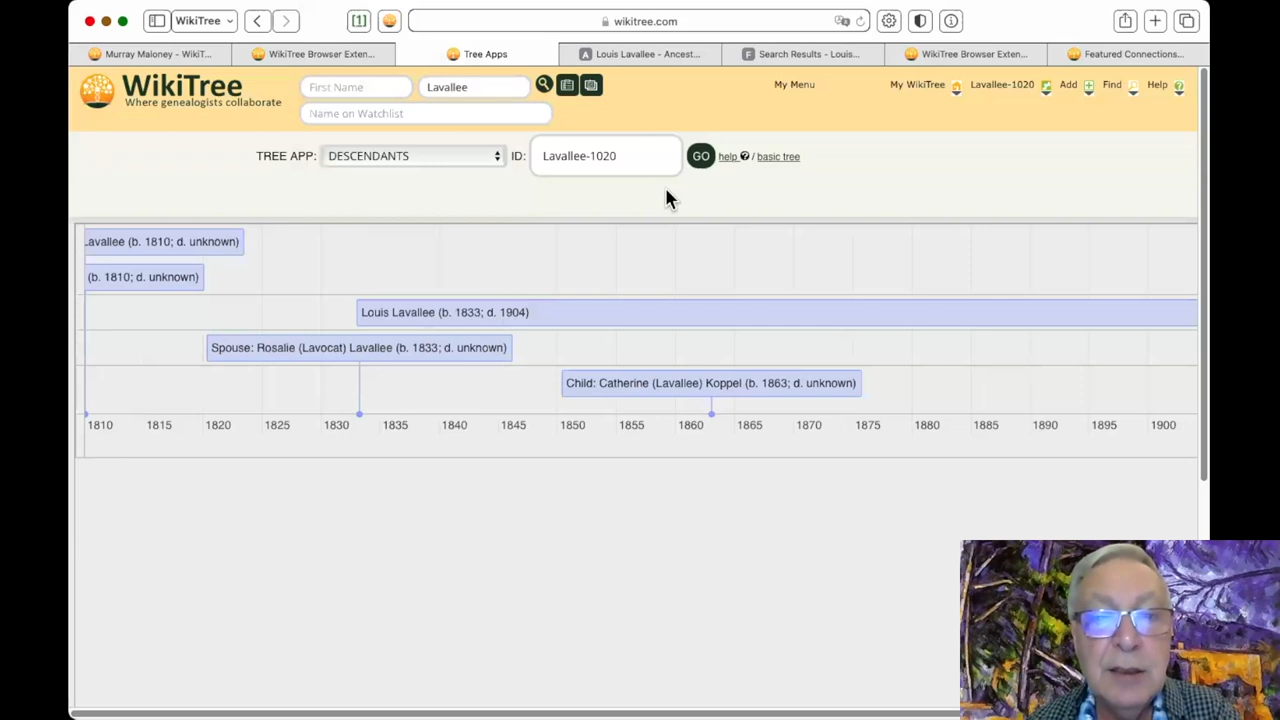 WikiTree
[1]
wikitree.com
Murray Maloney - WikiT...
WikiTree Browser Exten...
Tree Apps
Louis Lavallee - Ancest...
Search Results - Louis...
WikiTree Browser Exten...
Featured Connections...
WikiTree
Where genealogists collaborate
First Name
Lavallee
Name on Watchlist
My Menu
My WikiTree
Lavallee-1020
Add
Find
Help
TREE APP: DESCENDANTS ID: Lavallee-1020 GO help / basic tree
Lavallee (b. 1810; d. unknown)
(b. 1810; d. unknown)
Louis Lavallee (b. 1833; d. 1904)
Spouse: Rosalie (Lavocat) Lavallee (b. 1833; d. unknown)
Child: Catherine (Lavallee) Koppel (b. 1863; d. unknown)
1810 1815 1820 1825 1830 1835 1840 1845 1850 1855 1860 1865 1870 1875 1880 1885 1890 1895 1900